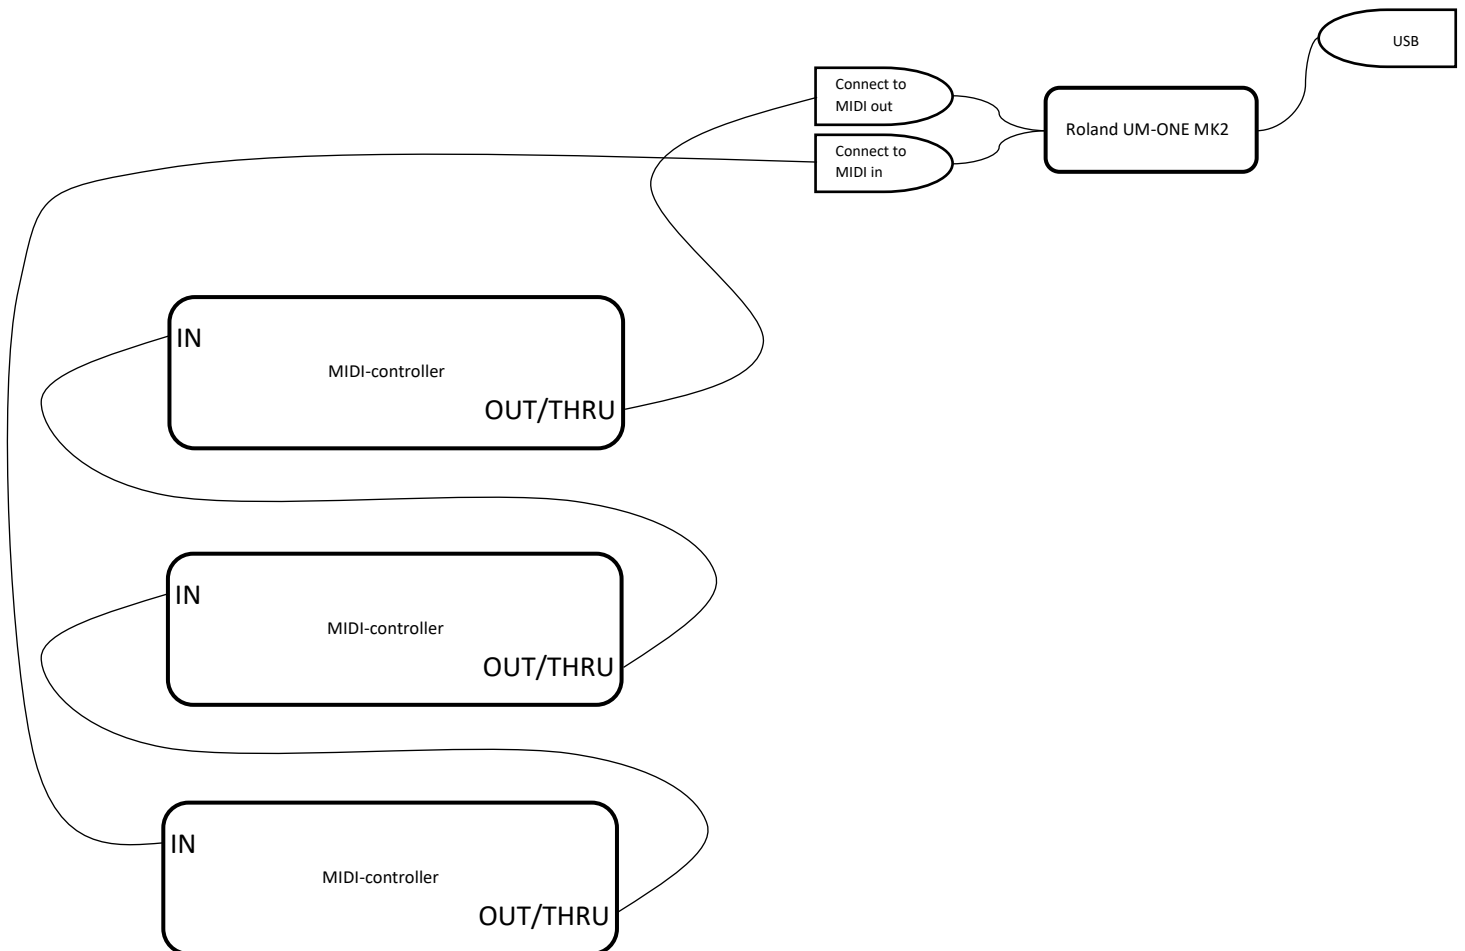 USB
Connect to
MIDI out
Roland UM-ONE MK2
Connect to
MIDI in
IN
MIDI-controller
OUT/THRU
IN
MIDI-controller
OUT/THRU
IN
MIDI-controller
OUT/THRU